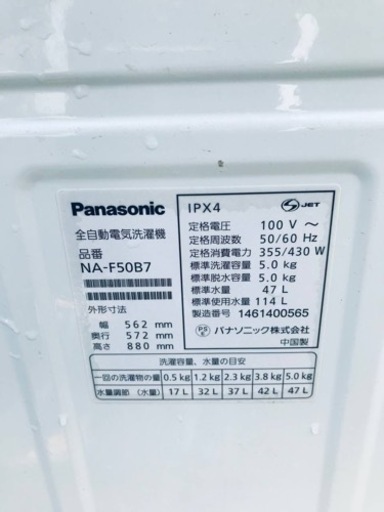 Panasonic
全自動電気洗濯機
品番
NA-F50B7
外形寸法
幅 562 mm
奥行 572 mm
高さ 880 mm
IPX4 S JET
定格電圧 100 V ～
定格周波数 50/60 Hz
定格消費電力 355/430 W
標準洗濯容量 5.0 kg
標準脱水容量 5.0 kg
標準水量 47 L
標準使用水量 114 L
製造番号 1461400565
PSE パナソニック株式会社
中国製
洗濯容量、水量の目安
一回の洗濯物の量 0.5 kg 1.2 kg 2.3 kg 3.8 kg 5.0 kg
水量調節(水量) 17 L 32 L 37 L 42 L 47 L